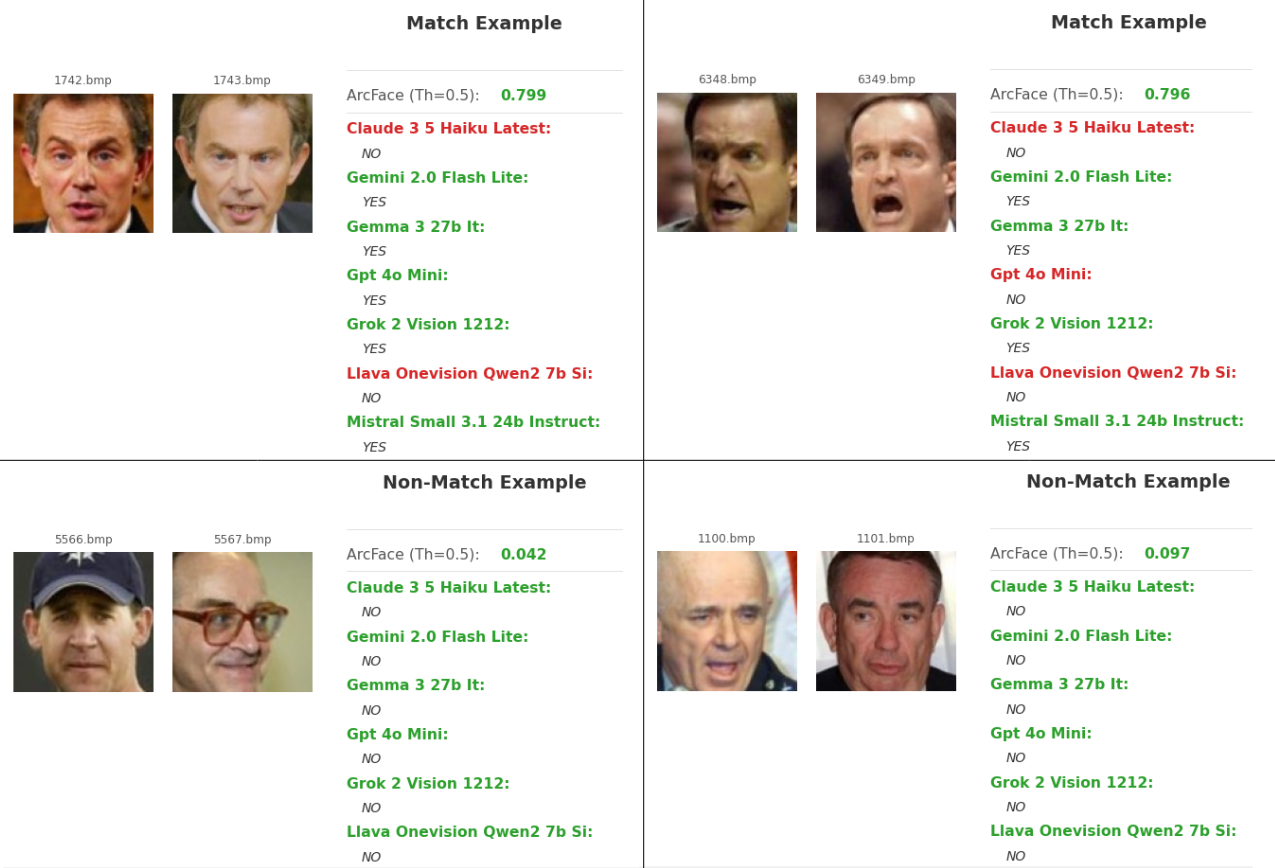 Match Example
1742.bmp
1743.bmp
ArcFace (Th=0.5): 0.799
Claude 3 5 Haiku Latest:
NO
Gemini 2.0 Flash Lite:
YES
Gemma 3 27b It:
YES
Gpt 4o Mini:
YES
Grok 2 Vision 1212:
YES
Llava Onevision Qwen2 7b Si:
NO
Mistral Small 3.1 24b Instruct:
YES
Match Example
6348.bmp
6349.bmp
ArcFace (Th=0.5): 0.796
Claude 3 5 Haiku Latest:
NO
Gemini 2.0 Flash Lite:
YES
Gemma 3 27b It:
YES
Gpt 4o Mini:
NO
Grok 2 Vision 1212:
YES
Llava Onevision Qwen2 7b Si:
NO
Mistral Small 3.1 24b Instruct:
YES
Non-Match Example
5566.bmp
5567.bmp
ArcFace (Th=0.5): 0.042
Claude 3 5 Haiku Latest:
NO
Gemini 2.0 Flash Lite:
NO
Gemma 3 27b It:
NO
Gpt 4o Mini:
NO
Grok 2 Vision 1212:
NO
Llava Onevision Qwen2 7b Si:
NO
Non-Match Example
1100.bmp
1101.bmp
ArcFace (Th=0.5): 0.097
Claude 3 5 Haiku Latest:
NO
Gemini 2.0 Flash Lite:
NO
Gemma 3 27b It:
NO
Gpt 4o Mini:
NO
Grok 2 Vision 1212:
NO
Llava Onevision Qwen2 7b Si:
NO